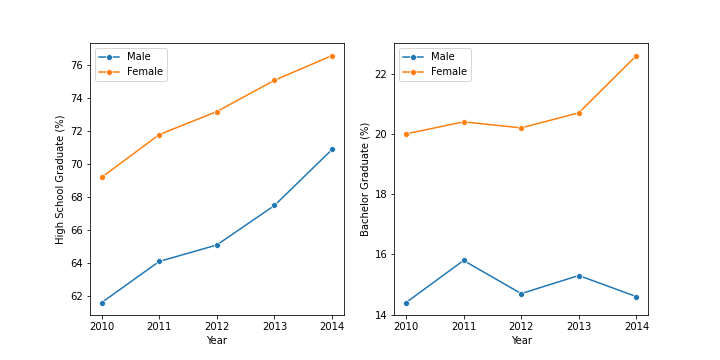 Male
Female
76
74
72
70
68
66
64
62
High School Graduate (%)
2010 2011 2012 2013 2014
Year
Male
Female
22
20
18
16
14
Bachelor Graduate (%)
2010 2011 2012 2013 2014
Year